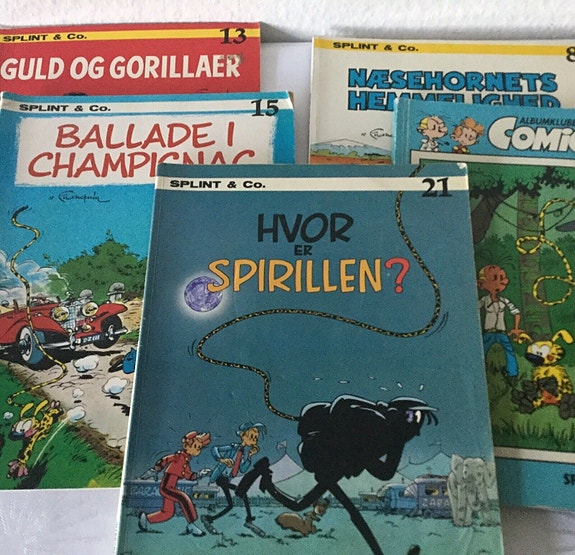 SPLINT & Co.
13
GULD OG GORILLAER
SPLINT & Co.
8
NÆSEHORNETS
HEMMELIGHED
SPLINT & Co.
15
BALLADE I
CHAMPIGNAC
ALBUMKLUBBE
COMIC
SPLINT & Co.
21
HVOR
ER
SPIRILLEN?